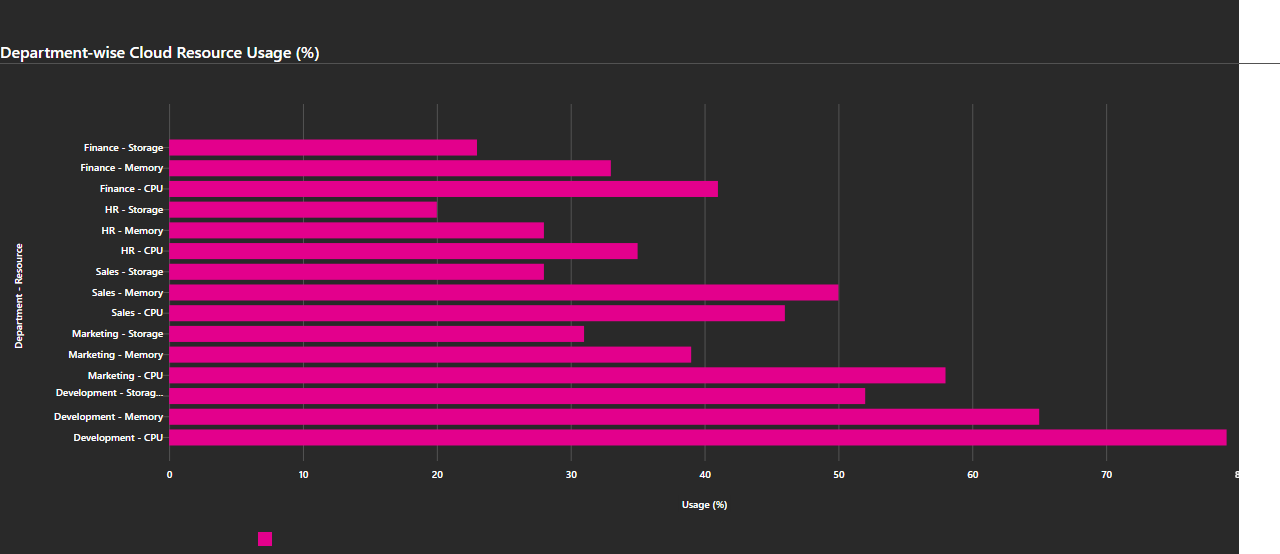 Department-wise Cloud Resource Usage (%)
Department - Resource
Finance - Storage
Finance - Memory
Finance - CPU
HR - Storage
HR - Memory
HR - CPU
Sales - Storage
Sales - Memory
Sales - CPU
Marketing - Storage
Marketing - Memory
Marketing - CPU
Development - Storag...
Development - Memory
Development - CPU
0 10 20 30 40 50 60 70
Usage (%)